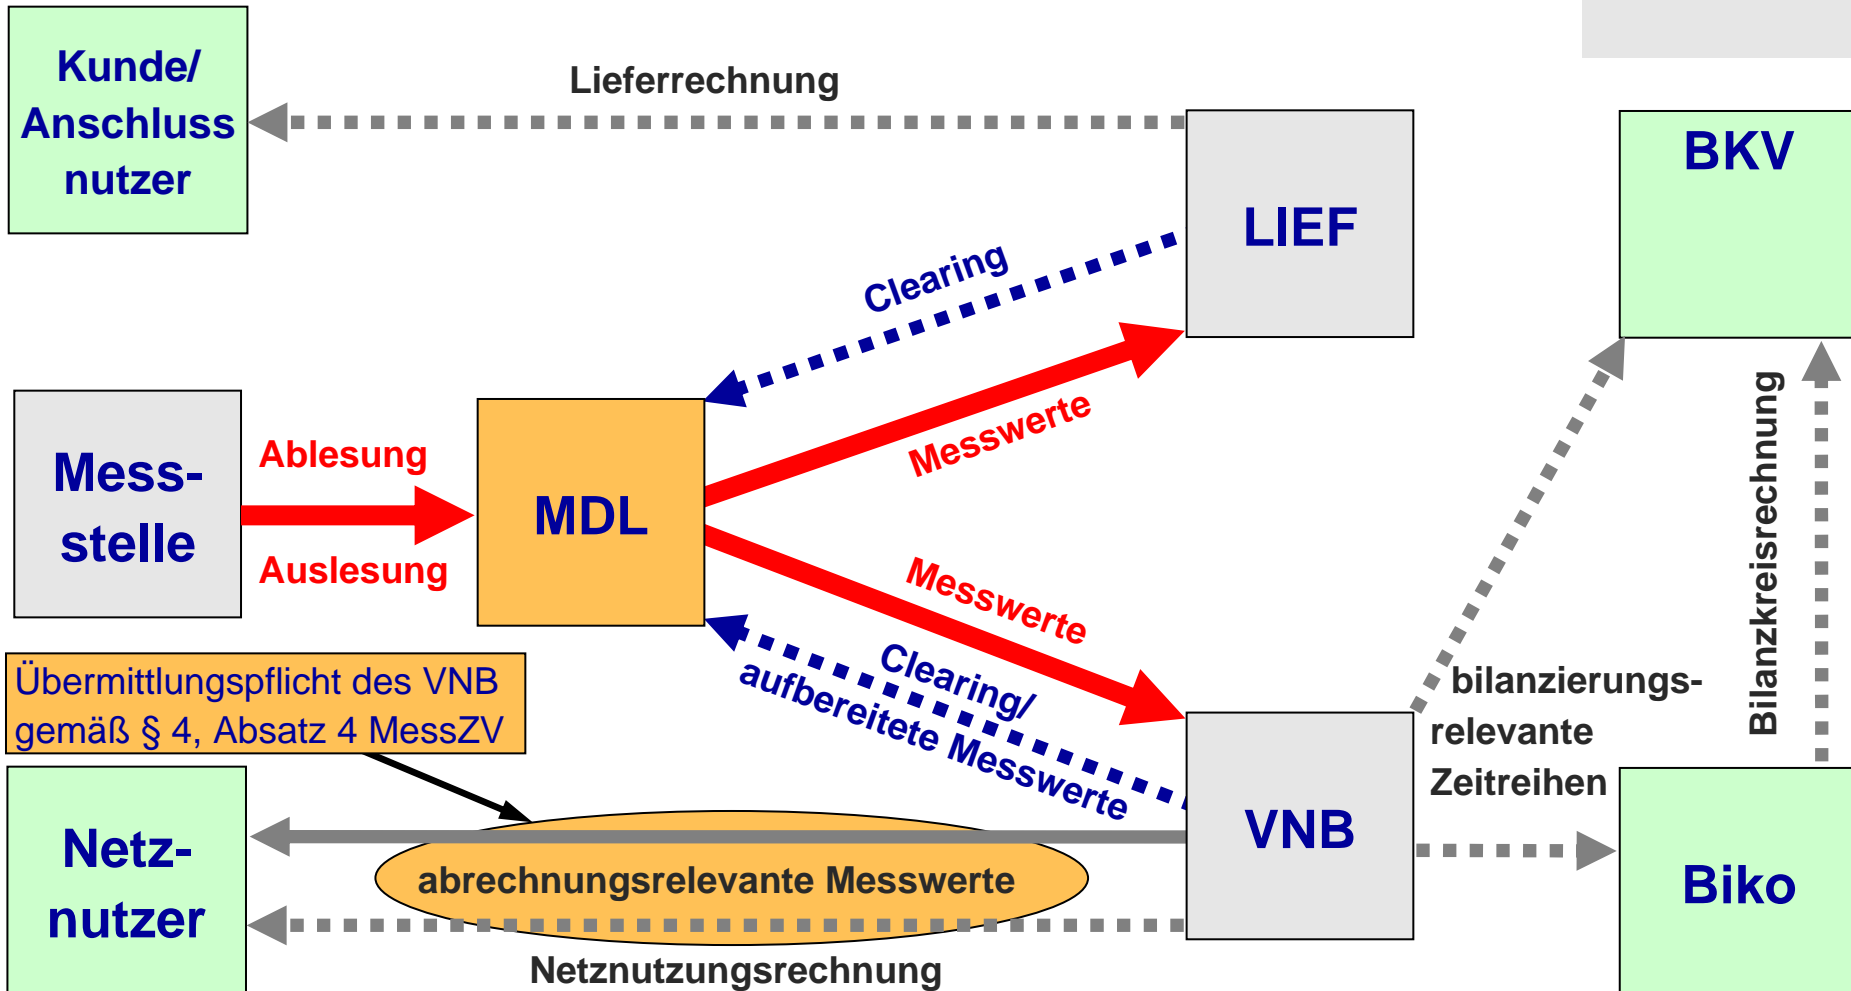 Kunde/
Anschluss
nutzer
Lieferrechnung
LIEF
BKV
Clearing
Messwerte
Mess-
stelle
Ablesung
Auslesung
MDL
Messwerte
Clearing/
aufbereitete Messwerte
Übermittlungspflicht des VNB
gemäß § 4, Absatz 4 MessZV
Netz-
nutzer
abrechnungsrelevante Messwerte
Netznutzungsrechnung
VNB
bilanzierungs-
relevante
Zeitreihen
Bilanzkreisrechnung
Biko